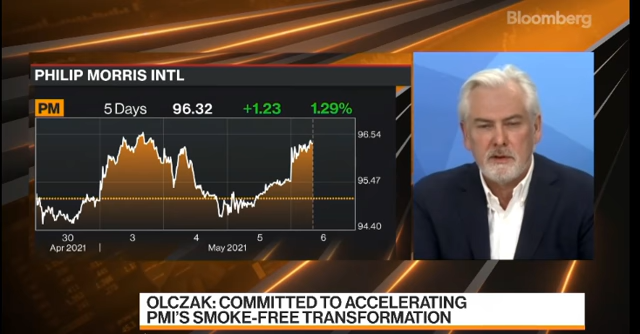 Bloomberg
PHILIP MORRIS INTL
PM 5 Days 96.32 +1.23 1.29%
96.54
95.47
94.40
30 3 4 5 6
Apr 2021 May 2021
OLCZAK: COMMITTED TO ACCELERATING
PMI'S SMOKE-FREE TRANSFORMATION